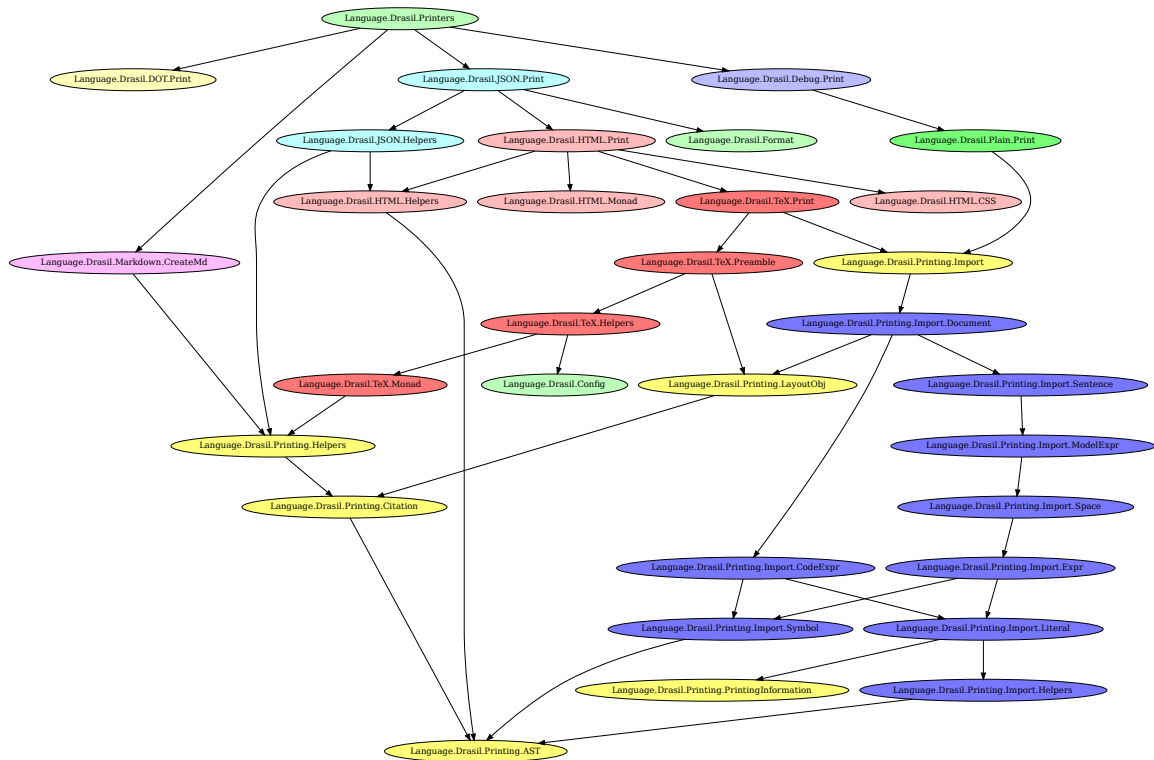 Language.Drasil.Printers
Language.Drasil.DOT.Print
Language.Drasil.JSON.Print
Language.Drasil.Debug.Print
Language.Drasil.JSON.Helpers
Language.Drasil.HTML.Print
Language.Drasil.Format
Language.Drasil.Plain.Print
Language.Drasil.HTML.Helpers
Language.Drasil.HTML.Monad
Language.Drasil.TeX.Print
Language.Drasil.HTML.CSS
Language.Drasil.Markdown.CreateMd
Language.Drasil.TeX.Preamble
Language.Drasil.Printing.Import
Language.Drasil.TeX.Helpers
Language.Drasil.Printing.Import.Document
Language.Drasil.TeX.Monad
Language.Drasil.Config
Language.Drasil.Printing.LayoutObj
Language.Drasil.Printing.Import.Sentence
Language.Drasil.Printing.Helpers
Language.Drasil.Printing.Import.ModelExpr
Language.Drasil.Printing.Citation
Language.Drasil.Printing.Import.Space
Language.Drasil.Printing.Import.CodeExpr
Language.Drasil.Printing.Import.Expr
Language.Drasil.Printing.Import.Symbol
Language.Drasil.Printing.Import.Literal
Language.Drasil.Printing.PrintingInformation
Language.Drasil.Printing.Import.Helpers
Language.Drasil.Printing.AST